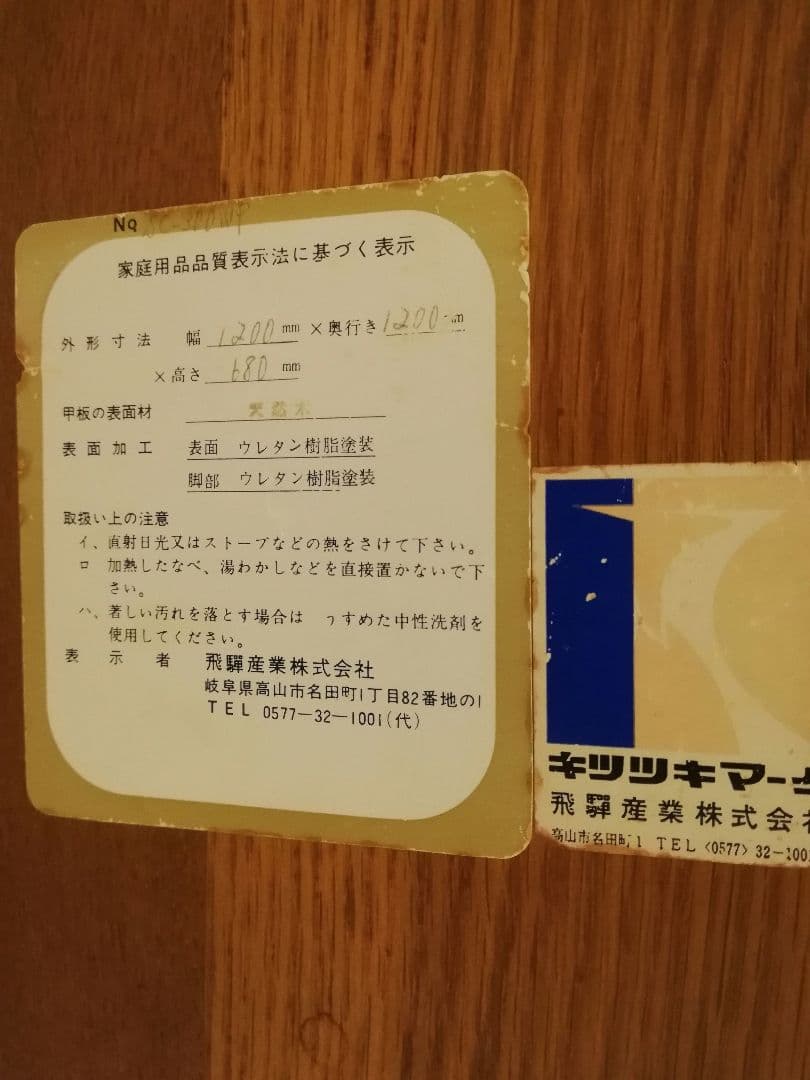 No
家庭用品品質表示法に基づく表示
外形寸法 幅 1200 mm ×奥行き 1200 mm
×高さ 680 mm
甲板の表面材 天然木
表面加工 表面 ウレタン樹脂塗装
脚部 ウレタン樹脂塗装
取扱い上の注意
イ、直射日光又はストーブなどの熱をさけて下さい。
ロ 加熱したなべ、湯わかしなどを直接置かないで下
さい。
ハ、著しい汚れを落とす場合は うすめた中性洗剤を
使用してください。
表示者 飛驒産業株式会社
岐阜県高山市名田町1丁目82番地の1
TEL 0577-32-1001(代)
キツツキマーク
飛驒産業株式会社
高山市名田町1 TEL〈0577〉32-1001